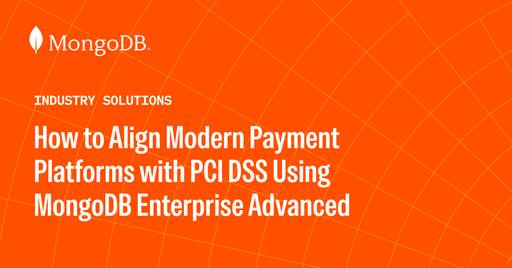 MongoDB.
INDUSTRY SOLUTIONS
How to Align Modern Payment
Platforms with PCI DSS Using
MongoDB Enterprise Advanced